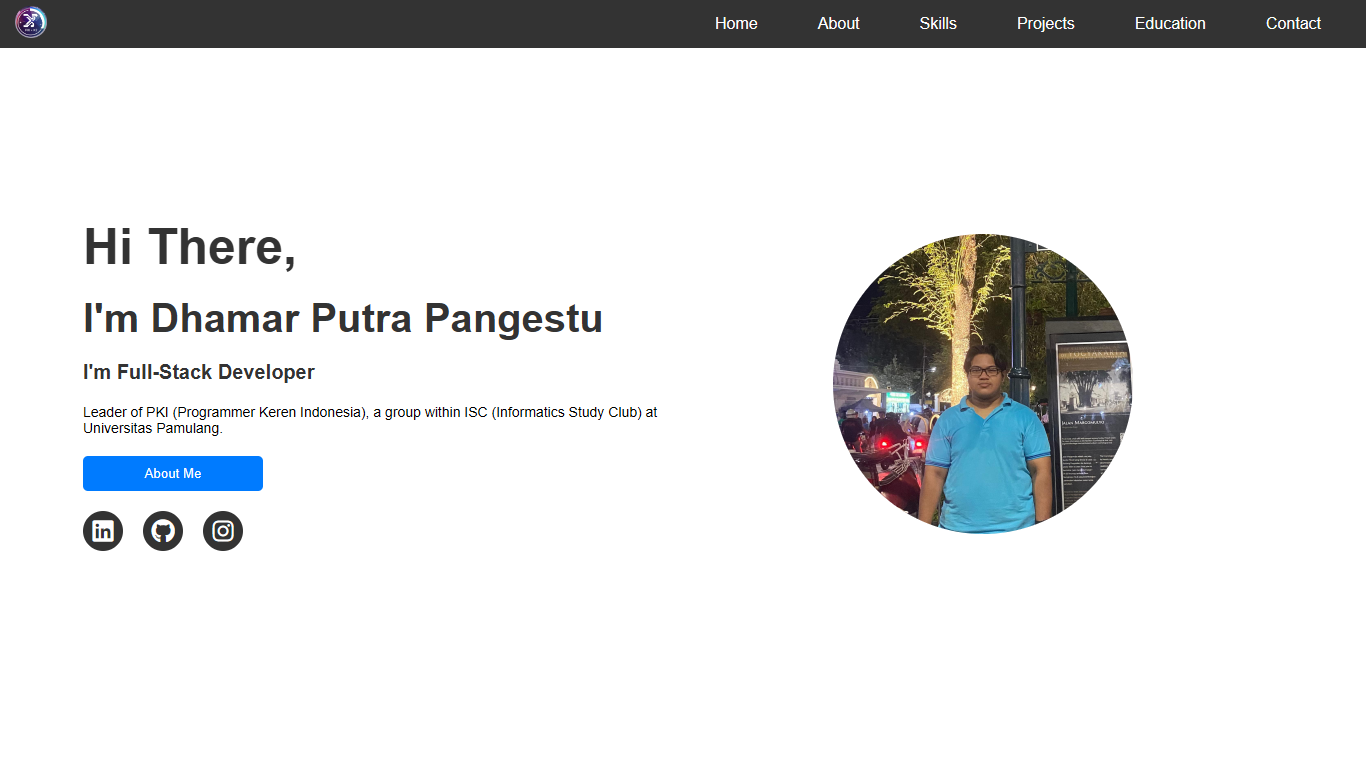 Home About Skills Projects Education Contact
Hi There,
I'm Dhamar Putra Pangestu
I'm Full-Stack Developer
Leader of PKI (Programmer Keren Indonesia), a group within ISC (Informatics Study Club) at
Universitas Pamulang.
About Me
in